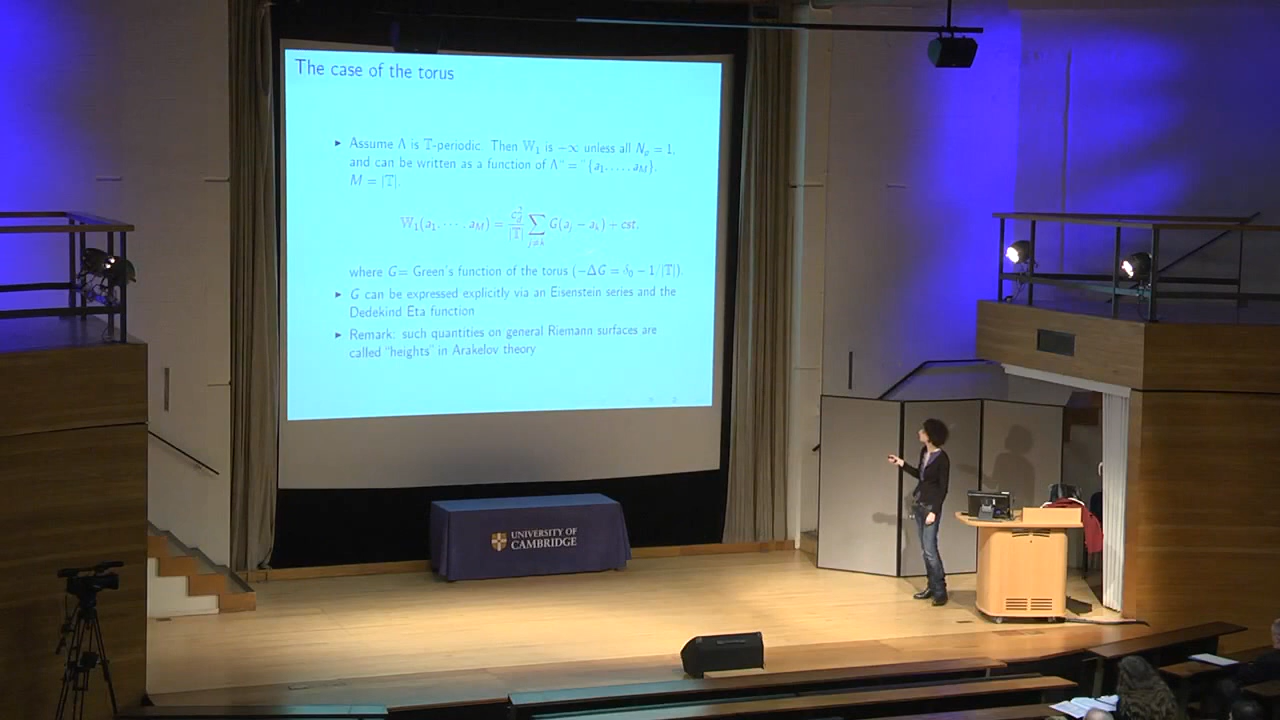 The case of the torus
► Assume Λ is 𝕋-periodic. Then 𝕎₁ is −∞ unless all Nₚ = 1,
and can be written as a function of Λ" = "{a₁, . . . , a_M},
M = |𝕋|.
𝕎₁(a₁, · · · , a_M) = c_d²/|𝕋| ∑_{j≠k} G(a_j − a_k) + cst,
where G= Green's function of the torus (−ΔG = δ₀ − 1/|𝕋|).
► G can be expressed explicitly via an Eisenstein series and the
Dedekind Eta function
► Remark: such quantities on general Riemann surfaces are
called "heights" in Arakelov theory
UNIVERSITY OF
CAMBRIDGE